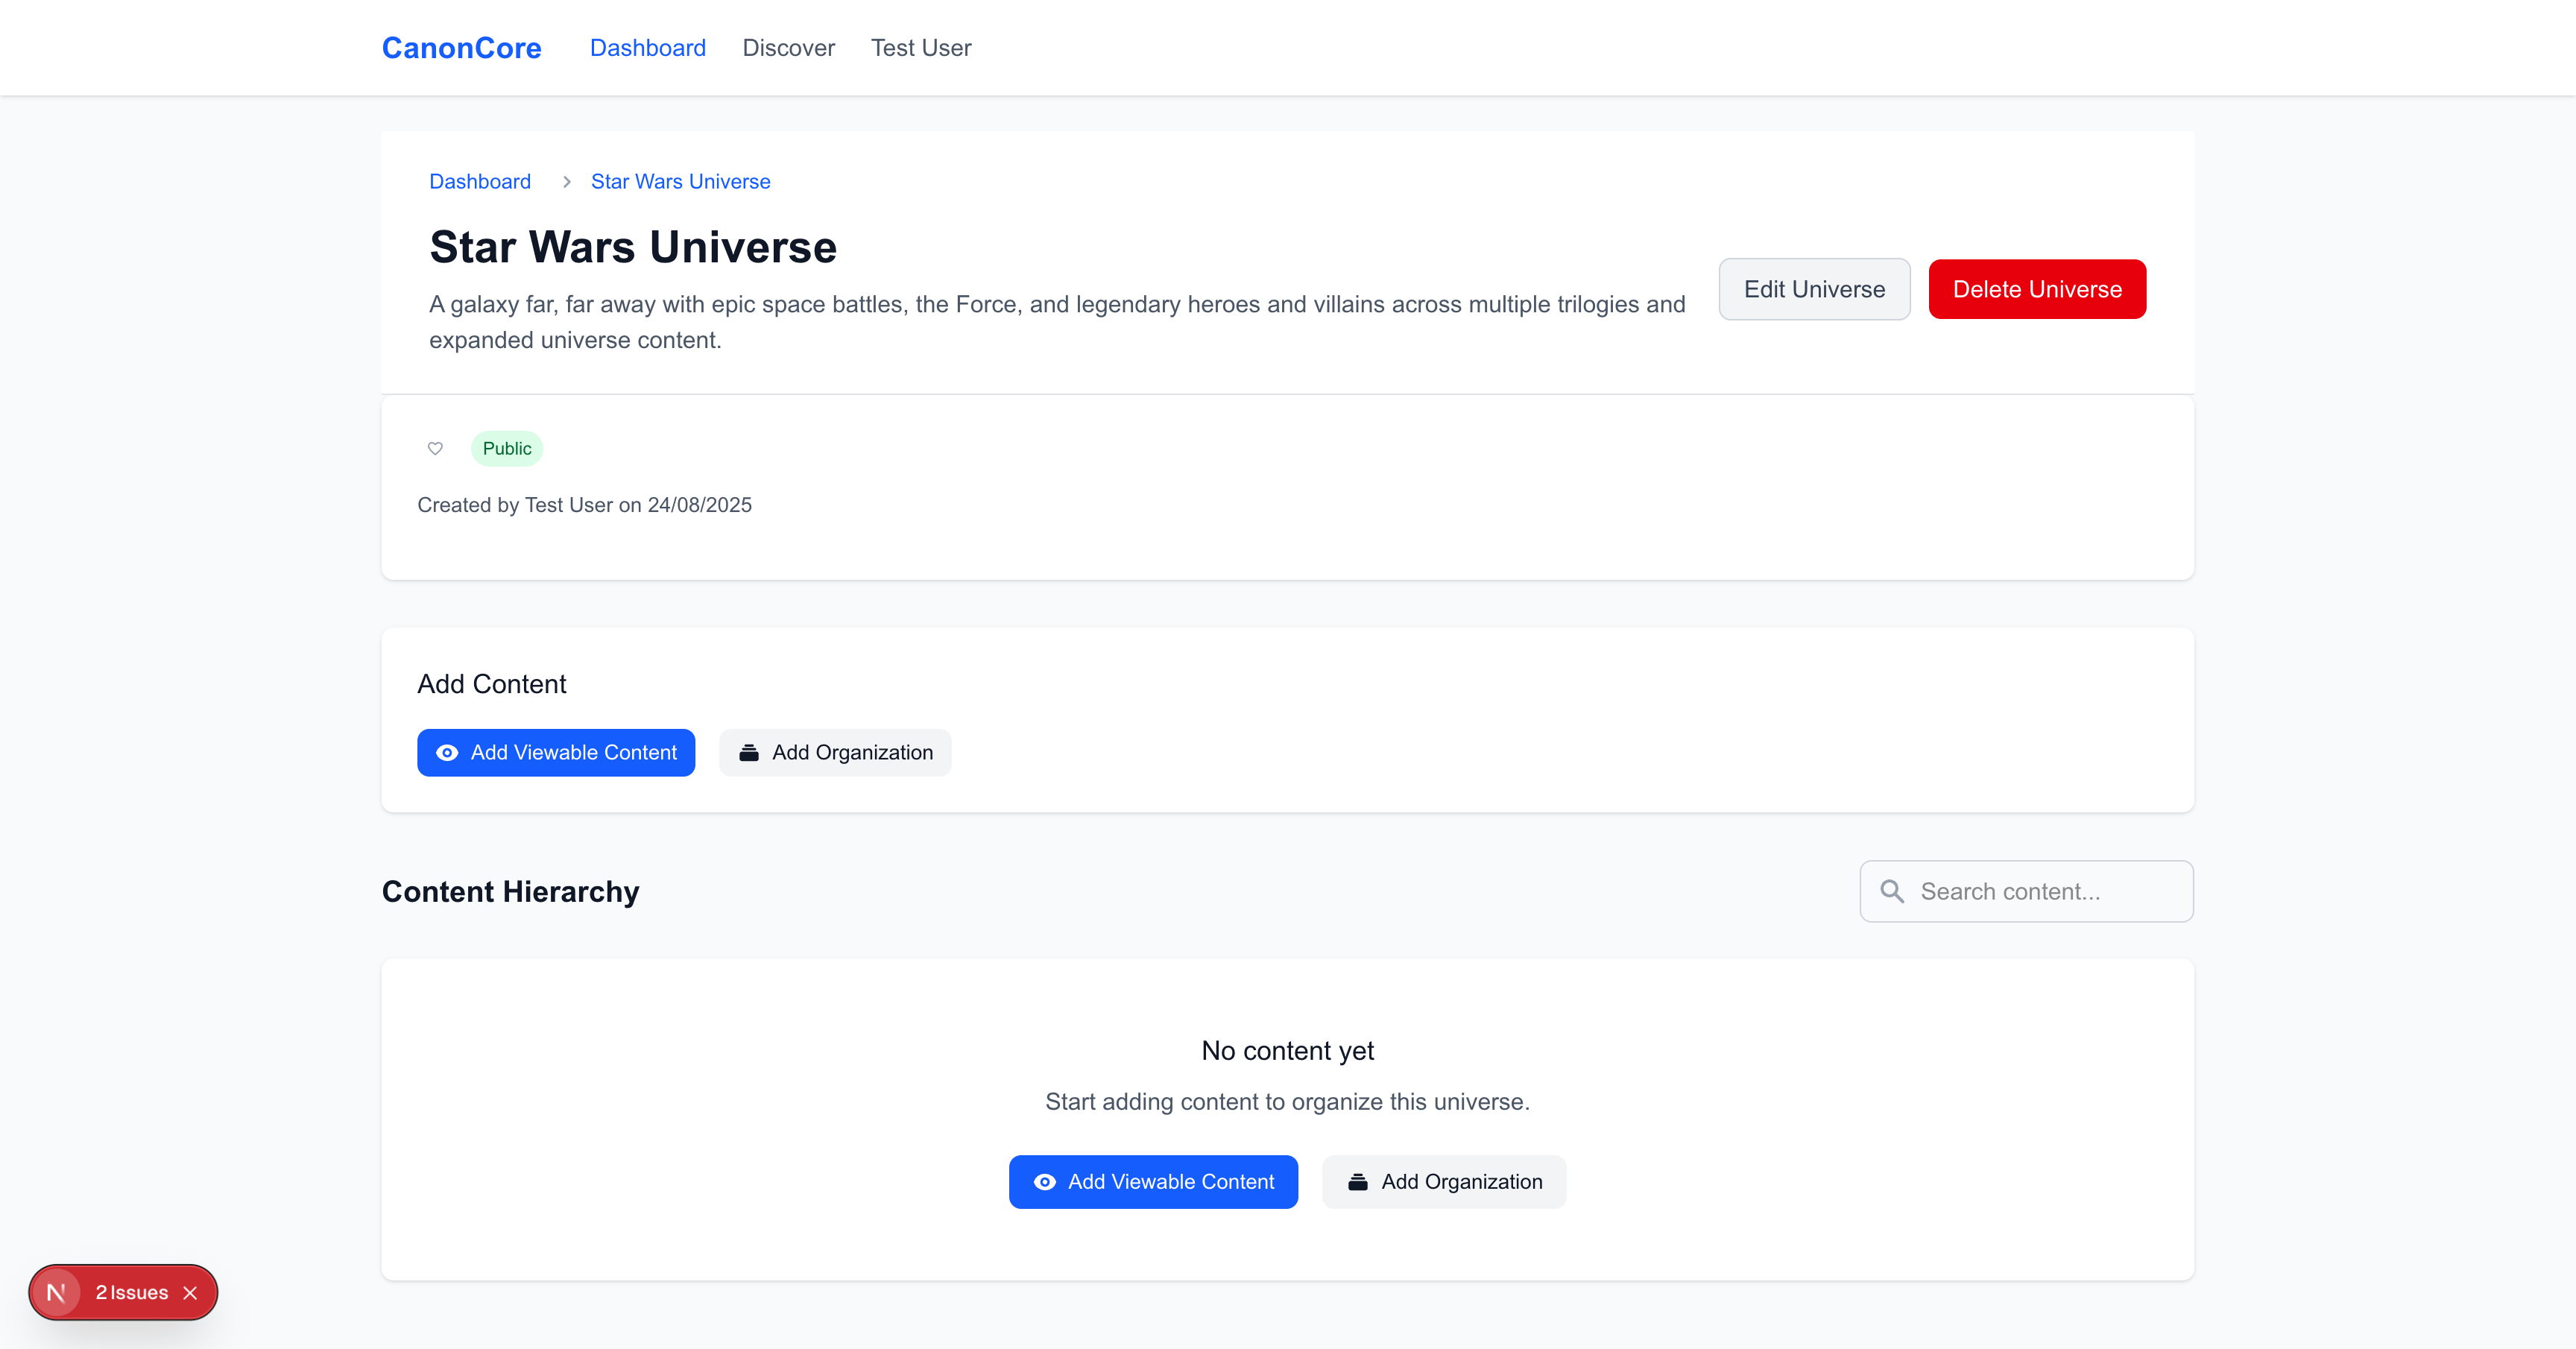 CanonCore Dashboard Discover Test User
Dashboard Star Wars Universe
Star Wars Universe
A galaxy far, far away with epic space battles, the Force, and legendary heroes and villains across multiple trilogies and
expanded universe content.
Edit Universe Delete Universe
Public
Created by Test User on 24/08/2025
Add Content
Add Viewable Content Add Organization
Content Hierarchy
Search content...
No content yet
Start adding content to organize this universe.
Add Viewable Content Add Organization
N 2 Issues